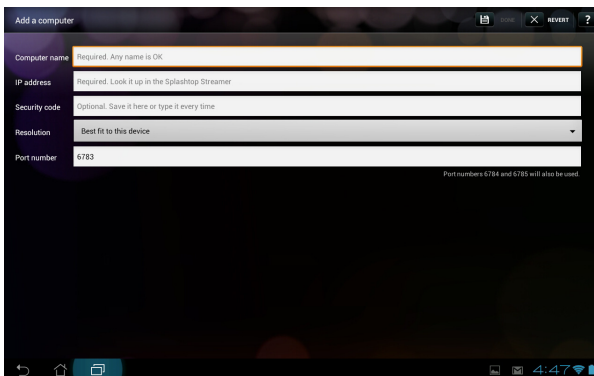 Add a computer DONE REVERT ?
Computer name Required. Any name is OK
IP address Required. Look it up in the Splashtop Streamer
Security code Optional. Save it here or type it every time
Resolution Best fit to this device
Port number 6783
Port numbers 6784 and 6785 will also be used.
4:47